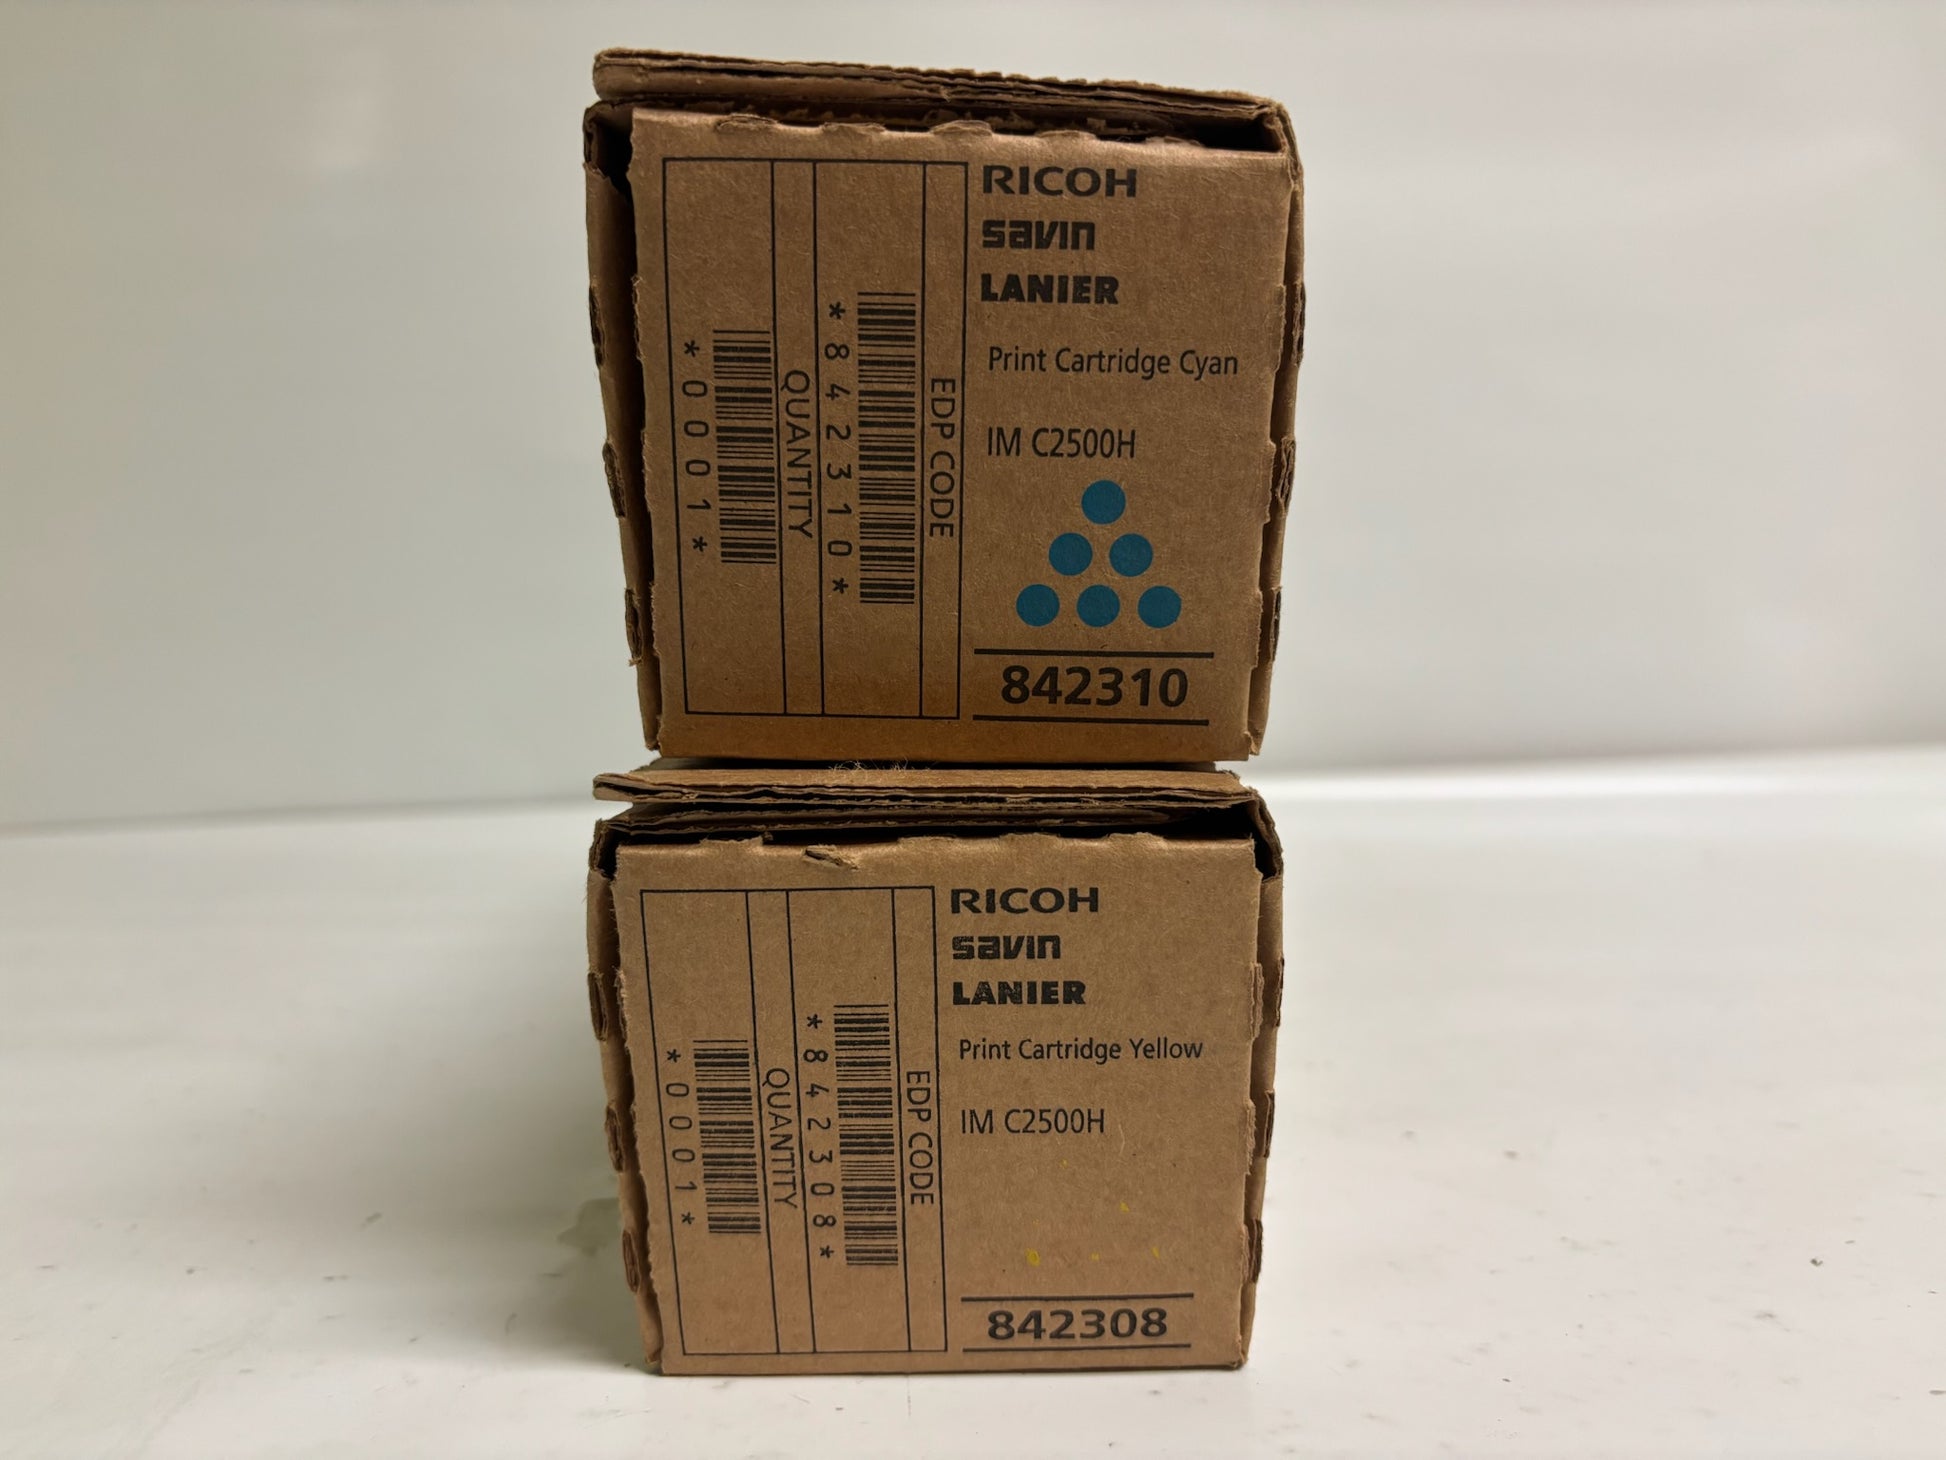 RICOH
savin
LANIER
Print Cartridge Cyan
IM C2500H
842310
EDP CODE
*842310*
QUANTITY
*0001*
RICOH
savin
LANIER
Print Cartridge Yellow
IM C2500H
842308
EDP CODE
*842308*
QUANTITY
*0001*